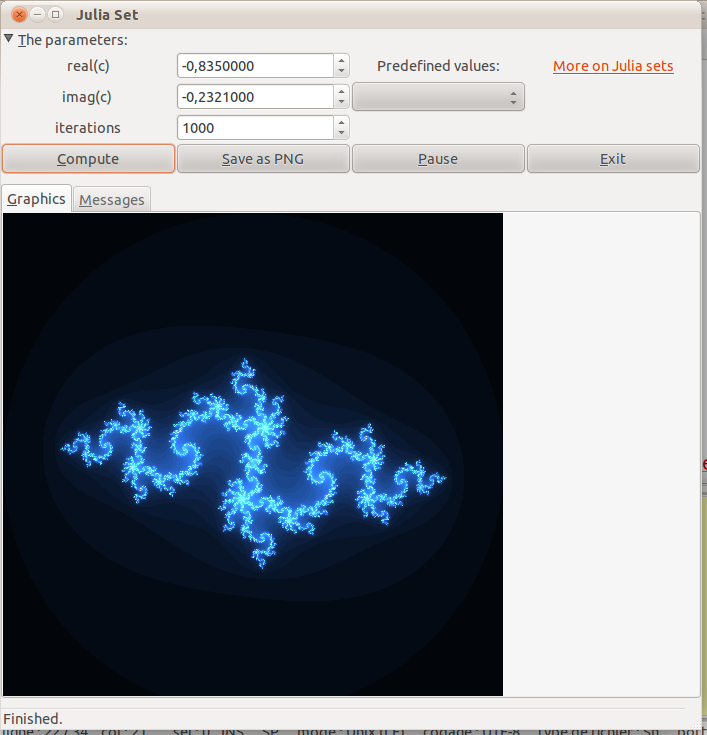 Julia Set
The parameters:
real(c) -0,8350000 Predefined values: More on Julia sets
imag(c) -0,2321000
iterations 1000
Compute Save as PNG Pause Exit
Graphics Messages
Finished.